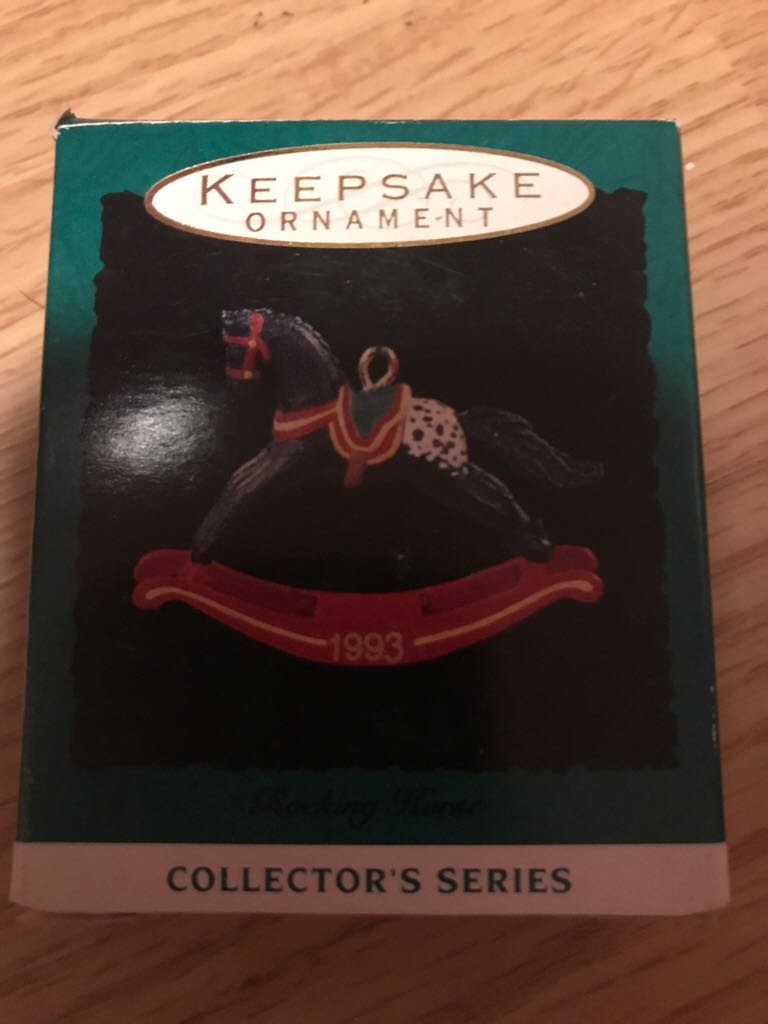 KEEPSAKE
ORNAMENT
1993
Rocking Horse
COLLECTOR'S SERIES